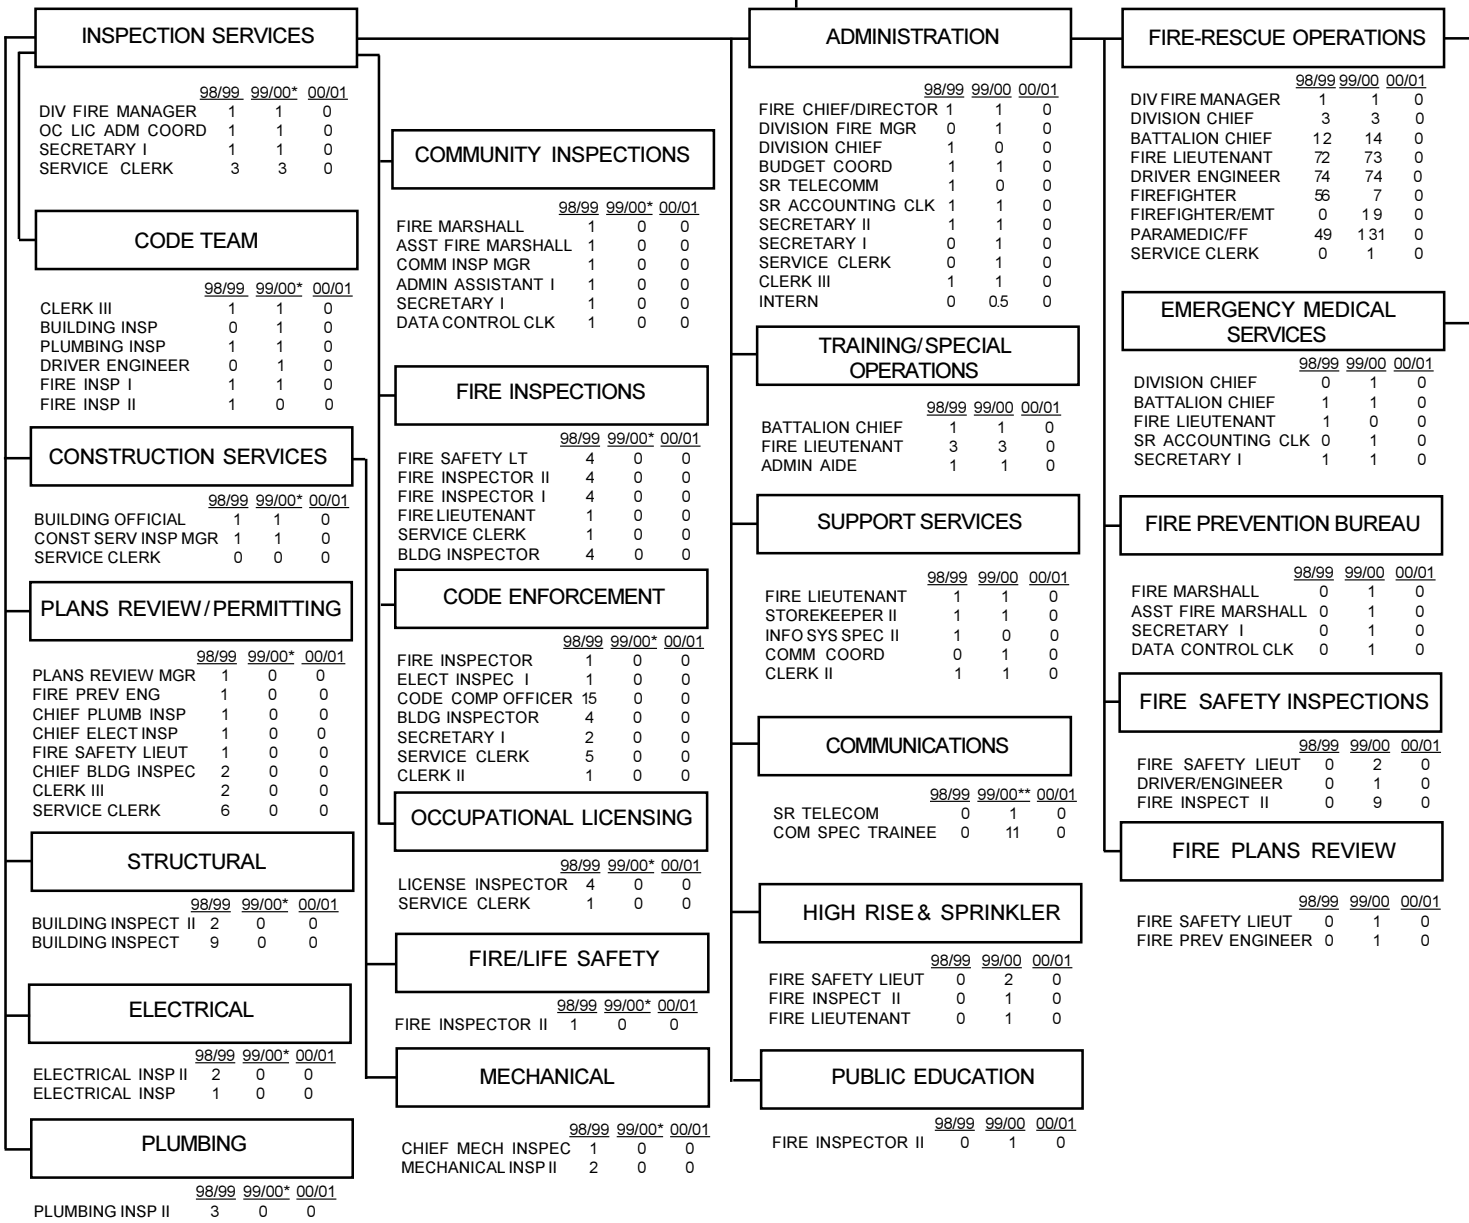 INSPECTION SERVICES
98/99 99/00* 00/01
DIV FIRE MANAGER 1 1 0
OC LIC ADM COORD 1 1 0
SECRETARY I 1 1 0
SERVICE CLERK 3 3 0
CODE TEAM
98/99 99/00* 00/01
CLERK III 1 1 0
BUILDING INSP 0 1 0
PLUMBING INSP 1 1 0
DRIVER ENGINEER 0 1 0
FIRE INSP I 1 1 0
FIRE INSP II 1 0 0
CONSTRUCTION SERVICES
98/99 99/00* 00/01
BUILDING OFFICIAL 1 1 0
CONST SERV INSP MGR 1 1 0
SERVICE CLERK 0 0 0
PLANS REVIEW/PERMITTING
98/99 99/00* 00/01
PLANS REVIEW MGR 1 0 0
FIRE PREV ENG 1 0 0
CHIEF PLUMB INSP 1 0 0
CHIEF ELECT INSP 1 0 0
FIRE SAFETY LIEUT 1 0 0
CHIEF BLDG INSPEC 2 0 0
CLERK III 2 0 0
SERVICE CLERK 6 0 0
STRUCTURAL
98/99 99/00* 00/01
BUILDING INSPECT II 2 0 0
BUILDING INSPECT 9 0 0
ELECTRICAL
98/99 99/00* 00/01
ELECTRICAL INSP II 2 0 0
ELECTRICAL INSP 1 0 0
PLUMBING
98/99 99/00* 00/01
PLUMBING INSP II 3 0 0
COMMUNITY INSPECTIONS
98/99 99/00* 00/01
FIRE MARSHALL 1 0 0
ASST FIRE MARSHALL 1 0 0
COMM INSP MGR 1 0 0
ADMIN ASSISTANT I 1 0 0
SECRETARY I 1 0 0
DATA CONTROL CLK 1 0 0
FIRE INSPECTIONS
98/99 99/00* 00/01
FIRE SAFETY LT 4 0 0
FIRE INSPECTOR II 4 0 0
FIRE INSPECTOR I 4 0 0
FIRE LIEUTENANT 1 0 0
SERVICE CLERK 1 0 0
BLDG INSPECTOR 4 0 0
CODE ENFORCEMENT
98/99 99/00* 00/01
FIRE INSPECTOR 1 0 0
ELECT INSPEC I 1 0 0
CODE COMP OFFICER 15 0 0
BLDG INSPECTOR 4 0 0
SECRETARY I 2 0 0
SERVICE CLERK 5 0 0
CLERK II 1 0 0
OCCUPATIONAL LICENSING
98/99 99/00* 00/01
LICENSE INSPECTOR 4 0 0
SERVICE CLERK 1 0 0
FIRE/LIFE SAFETY
98/99 99/00* 00/01
FIRE INSPECTOR II 1 0 0
MECHANICAL
98/99 99/00* 00/01
CHIEF MECH INSPEC 1 0 0
MECHANICAL INSP II 2 0 0
ADMINISTRATION
98/99 99/00 00/01
FIRE CHIEF/DIRECTOR 1 1 0
DIVISION FIRE MGR 0 1 0
DIVISION CHIEF 1 0 0
BUDGET COORD 1 1 0
SR TELECOMM 1 0 0
SR ACCOUNTING CLK 1 1 0
SECRETARY II 1 1 0
SECRETARY I 0 1 0
SERVICE CLERK 0 1 0
CLERK III 1 1 0
INTERN 0 0.5 0
TRAINING/SPECIAL
OPERATIONS
98/99 99/00 00/01
BATTALION CHIEF 1 1 0
FIRE LIEUTENANT 3 3 0
ADMIN AIDE 1 1 0
SUPPORT SERVICES
98/99 99/00 00/01
FIRE LIEUTENANT 1 1 0
STOREKEEPER II 1 1 0
INFO SYS SPEC II 1 0 0
COMM COORD 0 1 0
CLERK II 1 1 0
COMMUNICATIONS
98/99 99/00** 00/01
SR TELECOM 0 1 0
COM SPEC TRAINEE 0 11 0
HIGH RISE & SPRINKLER
98/99 99/00 00/01
FIRE SAFETY LIEUT 0 2 0
FIRE INSPECT II 0 1 0
FIRE LIEUTENANT 0 1 0
PUBLIC EDUCATION
98/99 99/00 00/01
FIRE INSPECTOR II 0 1 0
FIRE-RESCUE OPERATIONS
98/99 99/00 00/01
DIV FIRE MANAGER 1 1 0
DIVISION CHIEF 3 3 0
BATTALION CHIEF 12 14 0
FIRE LIEUTENANT 72 73 0
DRIVER ENGINEER 74 74 0
FIREFIGHTER 56 7 0
FIREFIGHTER/EMT 0 19 0
PARAMEDIC/FF 49 131 0
SERVICE CLERK 0 1 0
EMERGENCY MEDICAL
SERVICES
98/99 99/00 00/01
DIVISION CHIEF 0 1 0
BATTALION CHIEF 1 1 0
FIRE LIEUTENANT 1 0 0
SR ACCOUNTING CLK 0 1 0
SECRETARY I 1 1 0
FIRE PREVENTION BUREAU
98/99 99/00 00/01
FIRE MARSHALL 0 1 0
ASST FIRE MARSHALL 0 1 0
SECRETARY I 0 1 0
DATA CONTROL CLK 0 1 0
FIRE SAFETY INSPECTIONS
98/99 99/00 00/01
FIRE SAFETY LIEUT 0 2 0
DRIVER/ENGINEER 0 1 0
FIRE INSPECT II 0 9 0
FIRE PLANS REVIEW
98/99 99/00 00/01
FIRE SAFETY LIEUT 0 1 0
FIRE PREV ENGINEER 0 1 0